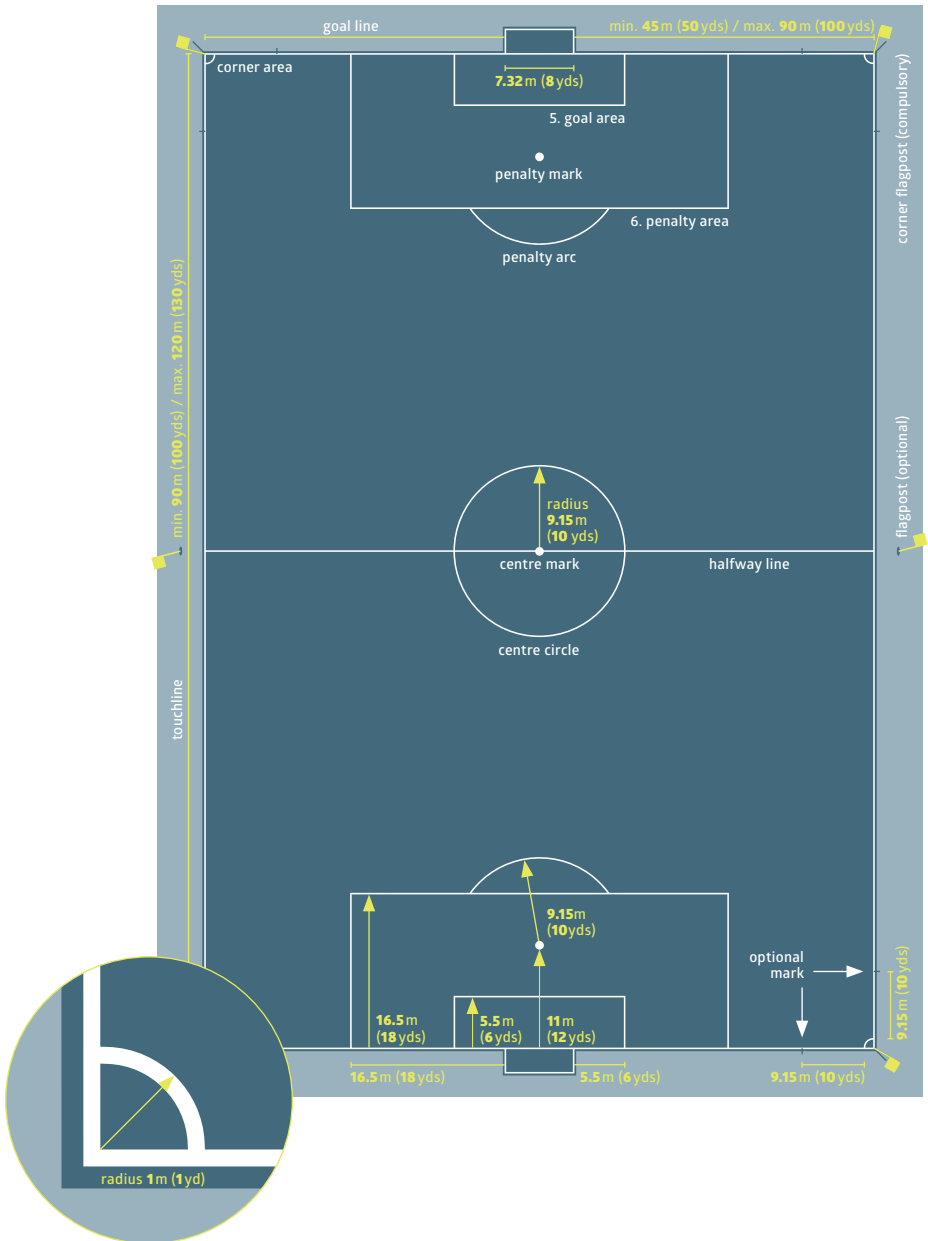 goal line
min. 45 m (50 yds) / max. 90 m (100 yds)
corner area
7.32 m (8 yds)
5. goal area
penalty mark
6. penalty area
penalty arc
corner flagpost (compulsory)
min. 90 m (100 yds) / max. 120 m (130 yds)
radius
9.15 m
(10 yds)
flagpost (optional)
centre mark
halfway line
centre circle
touchline
9.15 m
(10 yds)
optional
mark
9.15 m (10 yds)
16.5 m
(18 yds)
5.5 m
(6 yds)
11 m
(12 yds)
16.5 m (18 yds)
5.5 m (6 yds)
9.15 m (10 yds)
radius 1 m (1 yd)